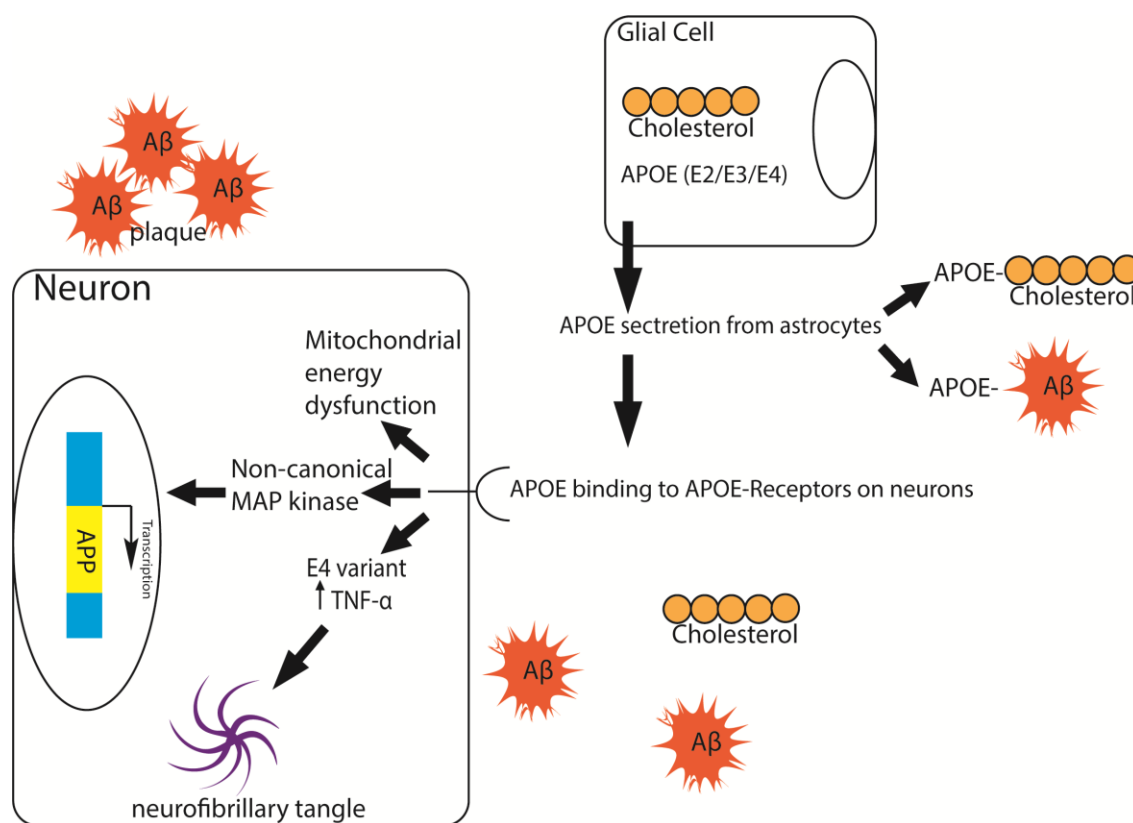 Glial Cell
Cholesterol
APOE (E2/E3/E4)
Aβ
Aβ
Aβ
plaque
APOE sectretion from astrocytes
APOE-
Cholesterol
APOE-
Aβ
Neuron
Mitochondrial
energy
dysfunction
Non-canonical
MAP kinase
APP
Transcription
E4 variant
↑ TNF-α
neurofibrillary tangle
APOE binding to APOE-Receptors on neurons
Cholesterol
Aβ
Aβ